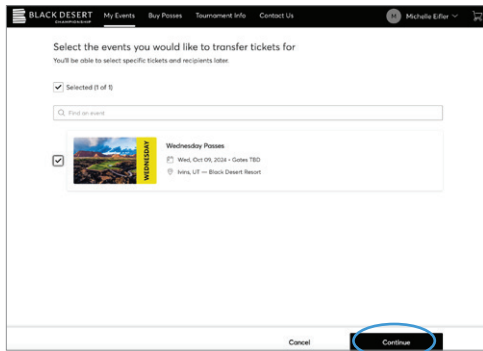 BLACK DESERT
CHAMPIONSHIP
My Events Buy Passes Tournament Info Contact Us
M Michelle Eifler
Select the events you would like to transfer tickets for
You'll be able to select specific tickets and recipients later.
Selected (1 of 1)
Find an event
WEDNESDAY
Wednesday Passes
Wed, Oct 09, 2024 • Gates TBD
Ivins, UT — Black Desert Resort
Cancel Continue